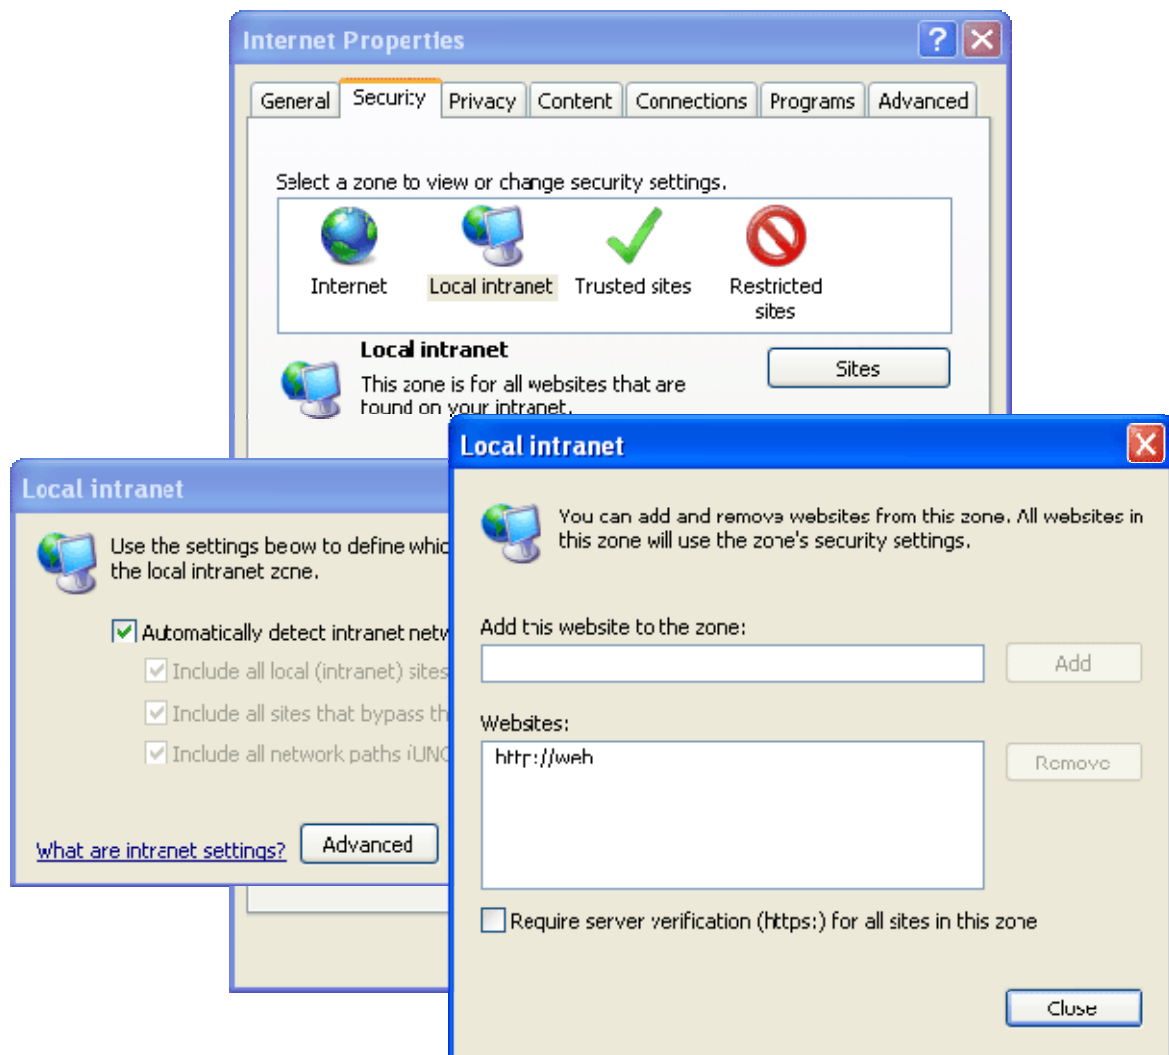 Internet Properties
General Security Privacy Content Connections Programs Advanced
Select a zone to view or change security settings.
Internet Local intranet Trusted sites Restricted
sites
Local intranet
This zone is for all websites that are
found on your intranet.
Sites
Local intranet
Use the settings below to define
the local intranet zone.
Automatically detect intranet
Include all local (intranet) sites
Include all sites that bypass
Include all network paths
What are intranet settings? Advanced
Local intranet
You can add and remove websites from this zone. All websites in
this zone will use the zone's security settings.
Add this website to the zone:
Add
Websites:
http://web
Remove
Require server verification (https:) for all sites in this zone
Close